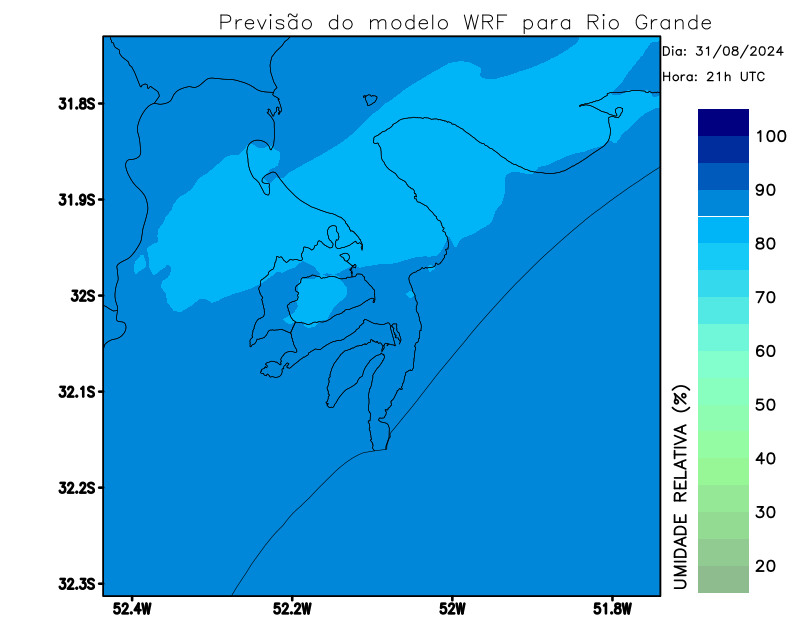 Previsão do modelo WRF para Rio Grande
Dia: 31/08/2024
Hora: 21h UTC
31.8S
31.9S
32S
32.1S
32.2S
32.3S
52.4W
52.2W
52W
51.8W
100
90
80
70
60
50
40
30
20
UMIDADE RELATIVA (%)